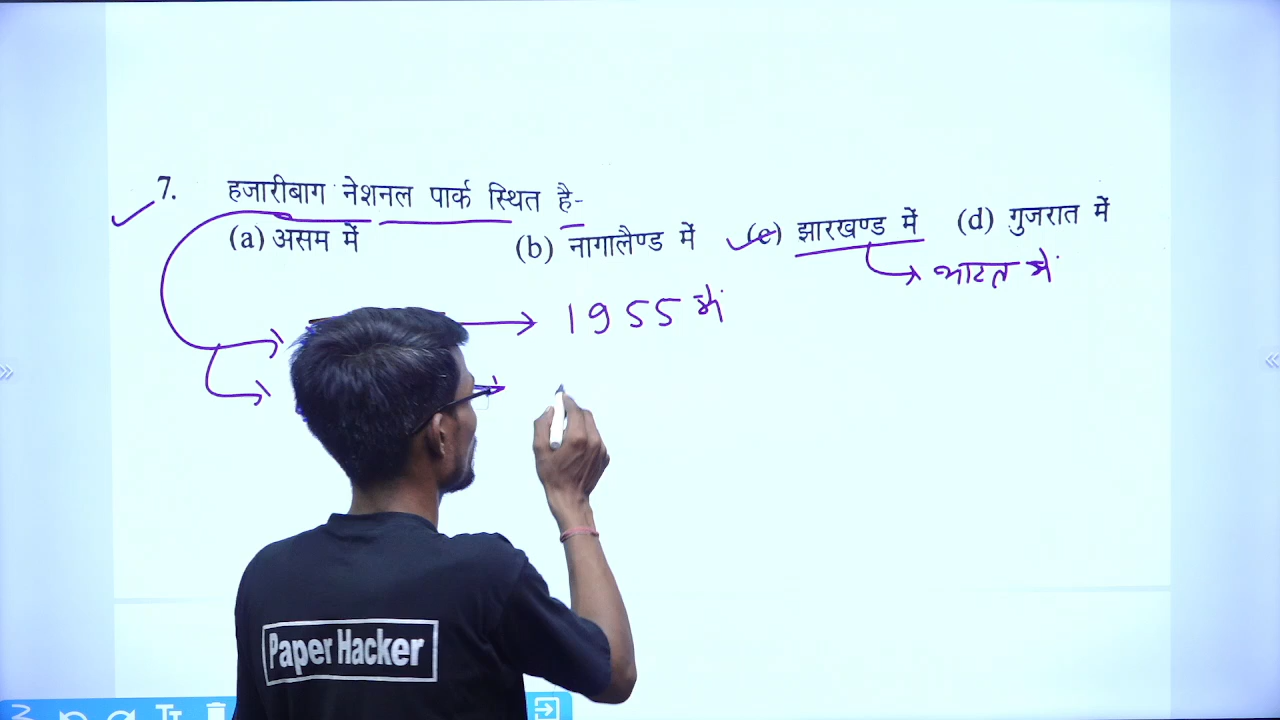 7. हजारीबाग नेशनल पार्क स्थित है-
(a) असम में (b) नागालैण्ड में (c) झारखण्ड में (d) गुजरात में
भारत में
1955 में
Paper Hacker